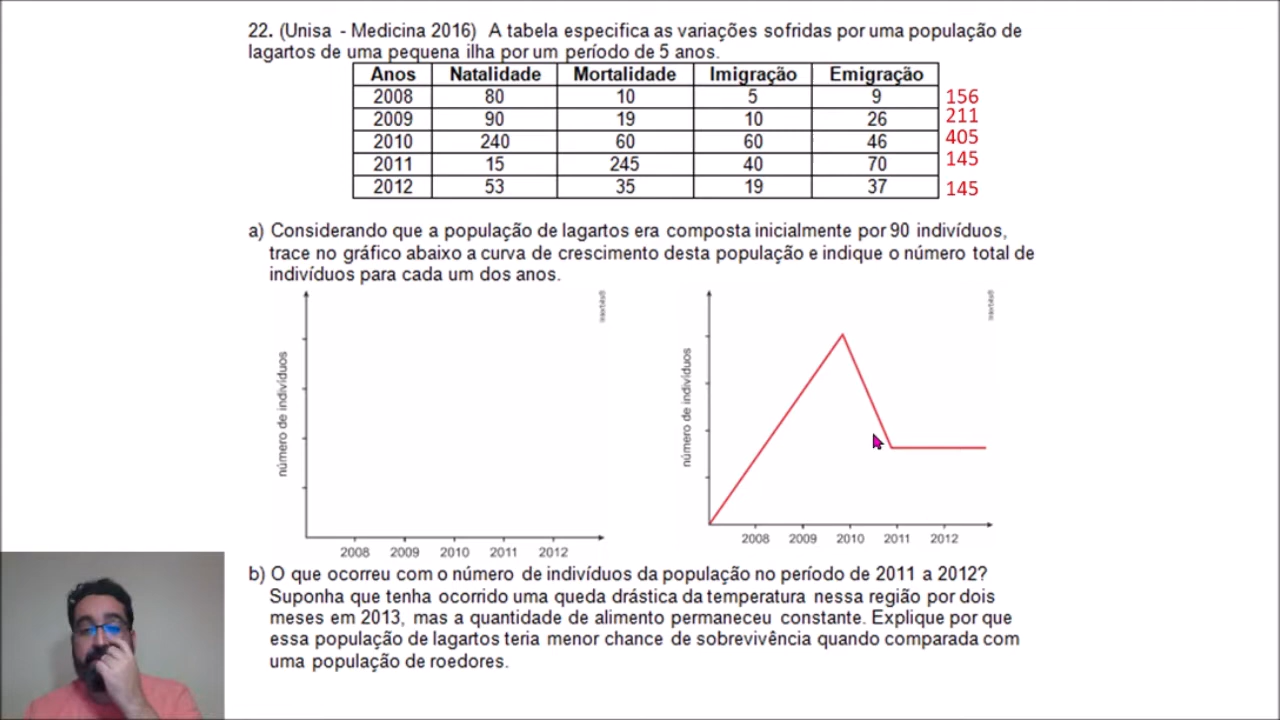 22. (Unisa - Medicina 2016) A tabela especifica as variações sofridas por uma população de
lagartos de uma pequena ilha por um período de 5 anos.
Anos Natalidade Mortalidade Imigração Emigração
2008 80 10 5 9 156
2009 90 19 10 26 211
2010 240 60 60 46 405
2011 15 245 40 70 145
2012 53 35 19 37 145
a) Considerando que a população de lagartos era composta inicialmente por 90 indivíduos,
trace no gráfico abaixo a curva de crescimento desta população e indique o número total de
indivíduos para cada um dos anos.
número de indivíduos
2008 2009 2010 2011 2012
número de indivíduos
2008 2009 2010 2011 2012
b) O que ocorreu com o número de indivíduos da população no período de 2011 a 2012?
Suponha que tenha ocorrido uma queda drástica da temperatura nessa região por dois
meses em 2013, mas a quantidade de alimento permaneceu constante. Explique por que
essa população de lagartos teria menor chance de sobrevivência quando comparada com
uma população de roedores.